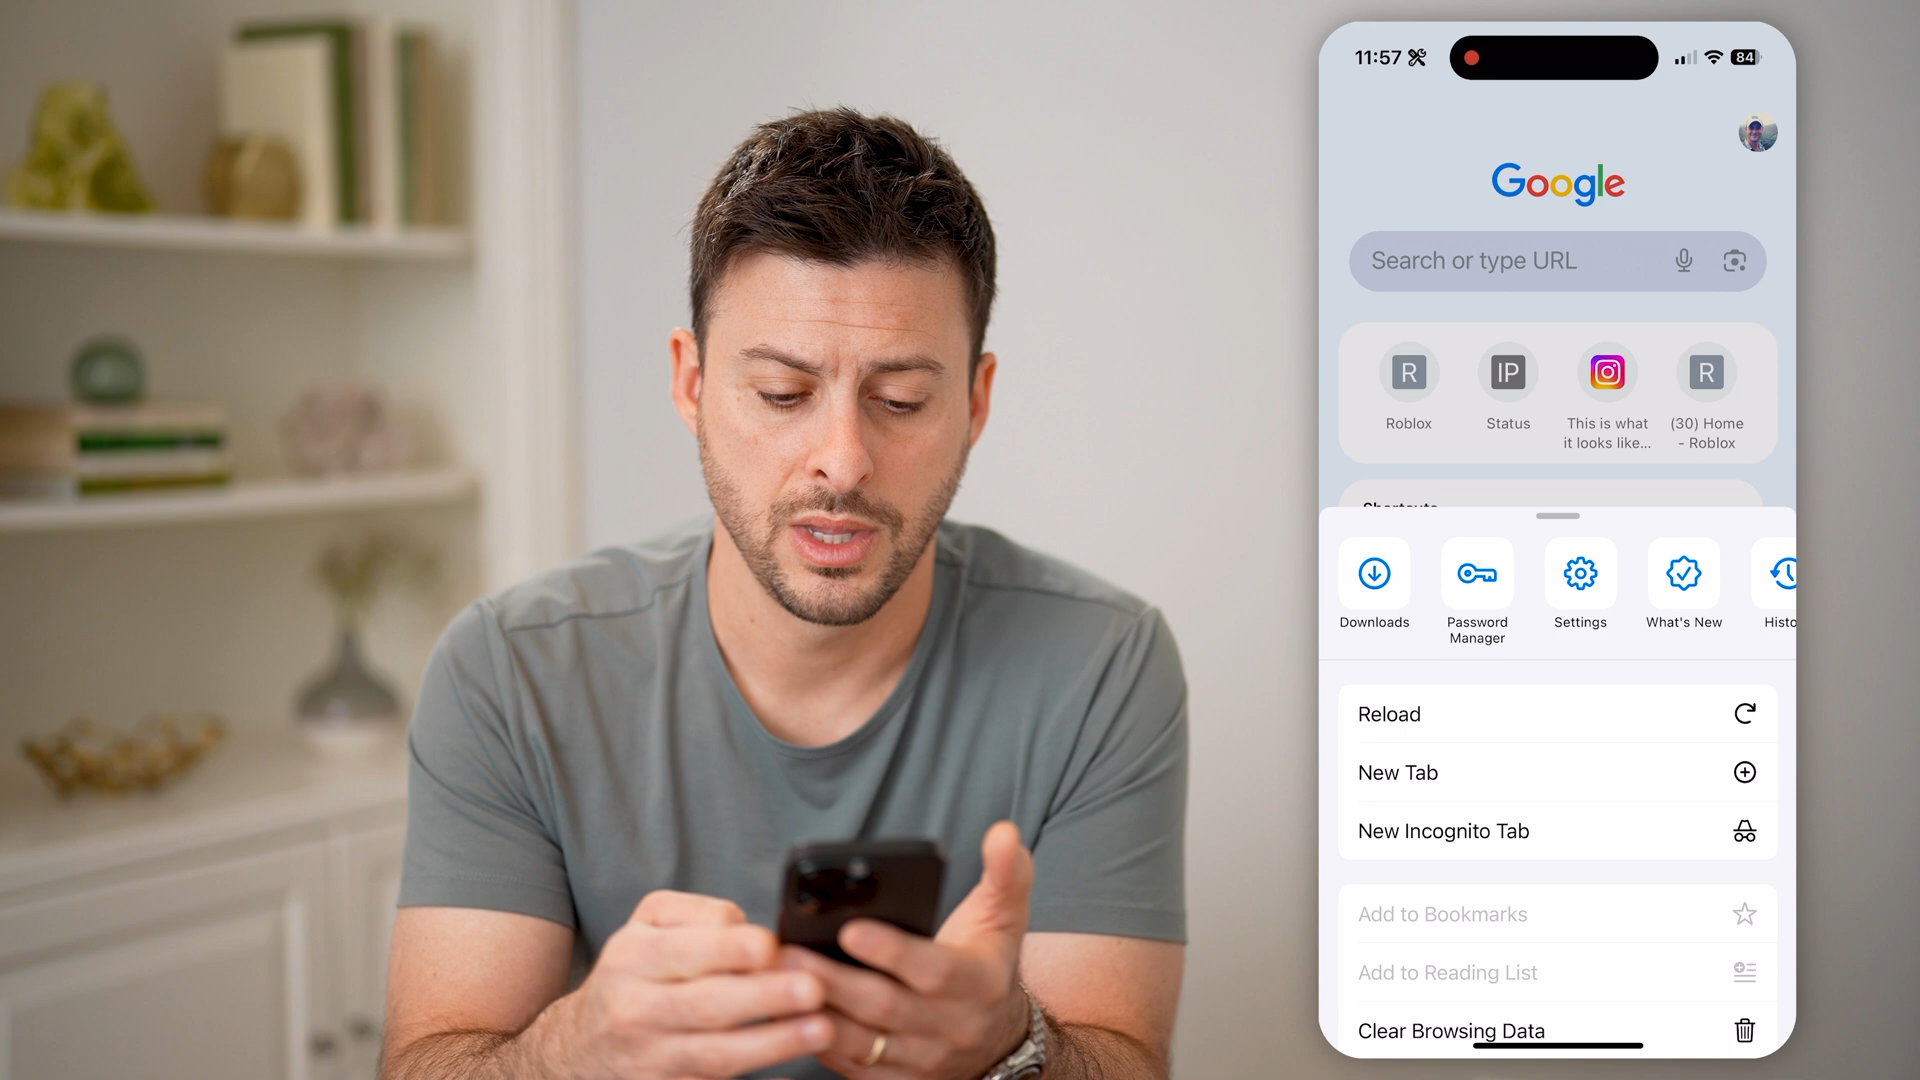 11:57
84
Google
Search or type URL
R
IP
R
Roblox
Status
This is what
it looks like...
(30) Home
- Roblox
Shortcuts
Downloads
Password
Manager
Settings
What's New
Histo
Reload
New Tab
New Incognito Tab
Add to Bookmarks
Add to Reading List
Clear Browsing Data